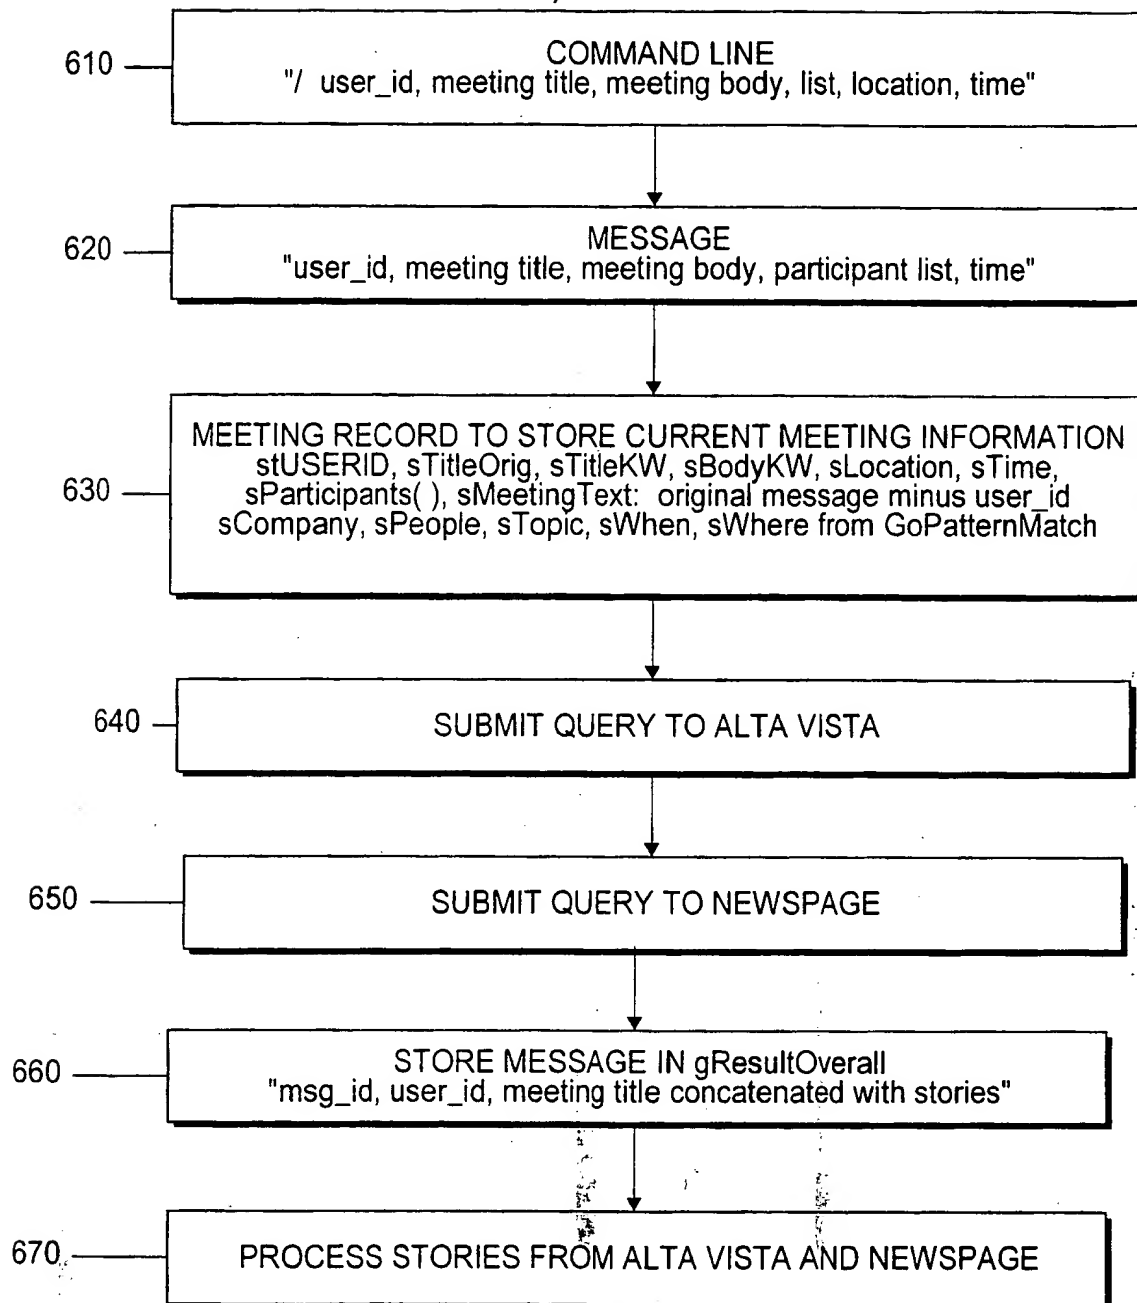 610
COMMAND LINE
"/ user_id, meeting title, meeting body, list, location, time"
620
MESSAGE
"user_id, meeting title, meeting body, participant list, time"
630
MEETING RECORD TO STORE CURRENT MEETING INFORMATION
stUSERID, sTitleOrig, sTitleKW, sBodyKW, sLocation, sTime,
sParticipants( ), sMeetingText: original message minus user_id
sCompany, sPeople, sTopic, sWhen, sWhere from GoPatternMatch
640
SUBMIT QUERY TO ALTA VISTA
650
SUBMIT QUERY TO NEWSPAGE
660
STORE MESSAGE IN gResultOverall
"msg_id, user_id, meeting title concatenated with stories"
670
PROCESS STORIES FROM ALTA VISTA AND NEWSPAGE